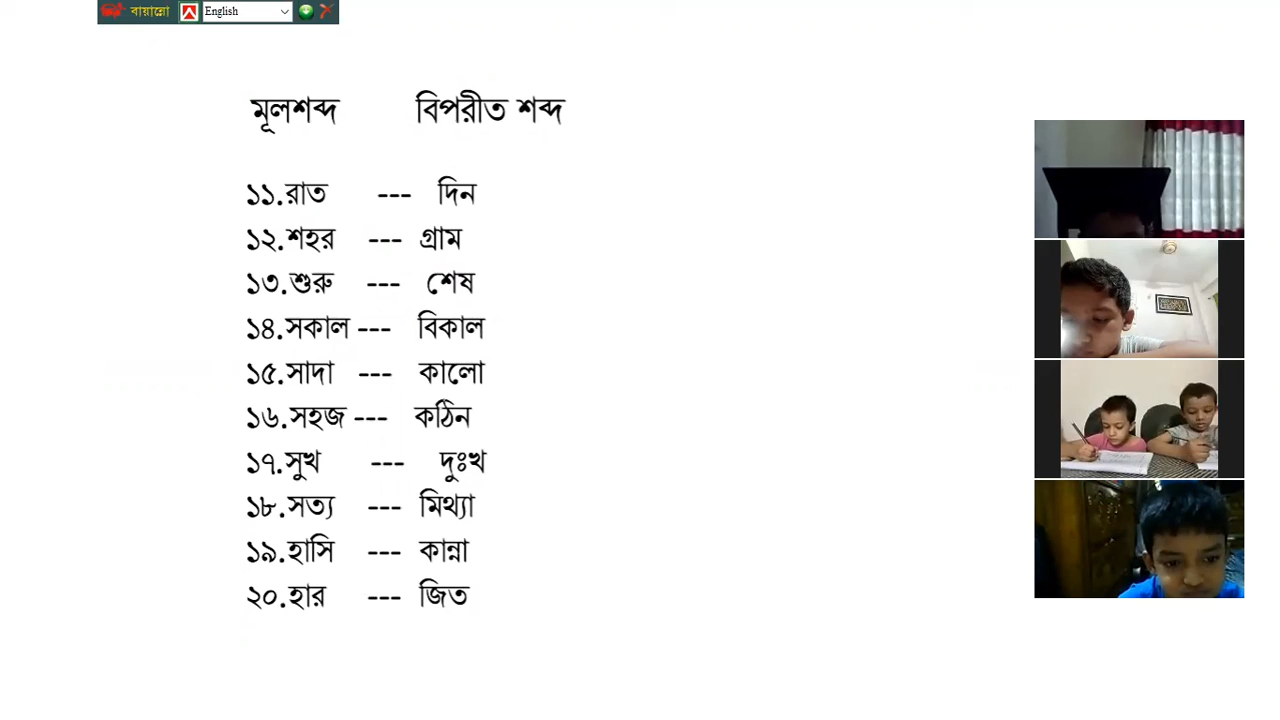 বায়ান্নো English
মূলশব্দ বিপরীত শব্দ
১১.রাত --- দিন
১২.শহর --- গ্রাম
১৩.শুরু --- শেষ
১৪.সকাল --- বিকাল
১৫.সাদা --- কালো
১৬.সহজ --- কঠিন
১৭.সুখ --- দুঃখ
১৮.সত্য --- মিথ্যা
১৯.হাসি --- কান্না
২০.হার --- জিত